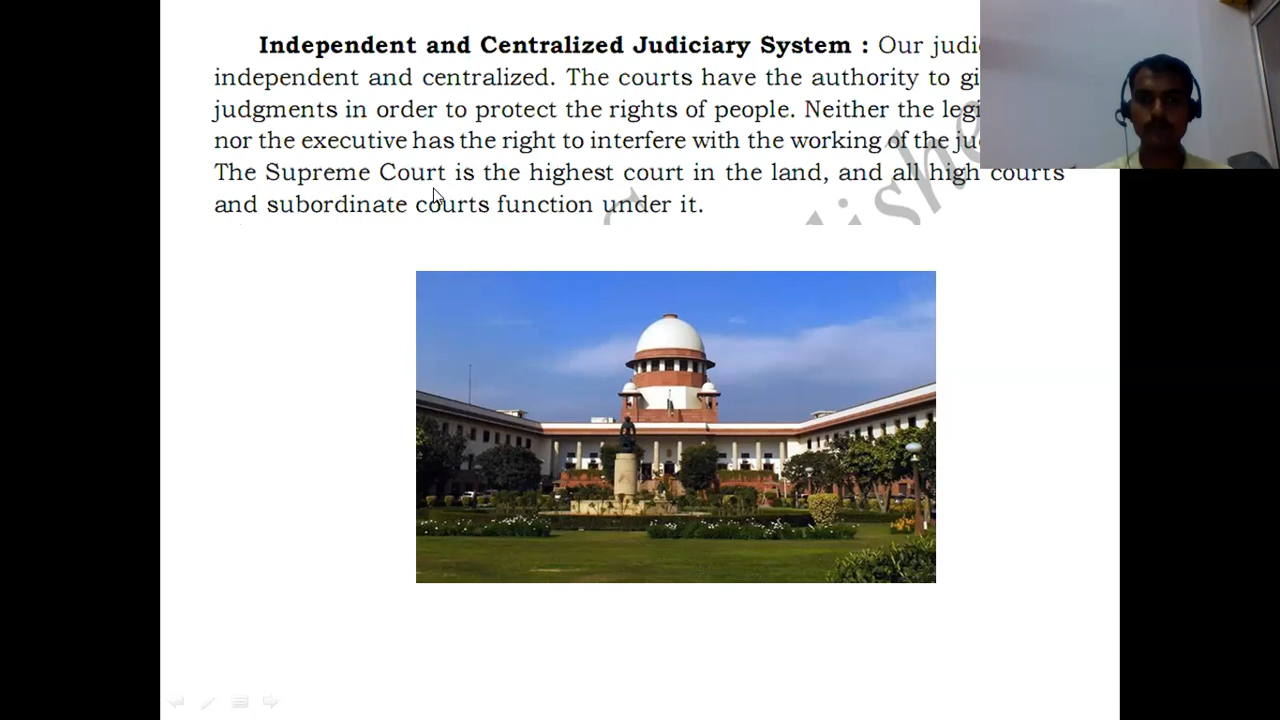 Independent and Centralized Judiciary System : Our
independent and centralized. The courts have the authority to
judgments in order to protect the rights of people. Neither the
nor the executive has the right to interfere with the working of the
The Supreme Court is the highest court in the land, and all high courts
and subordinate courts function under it.